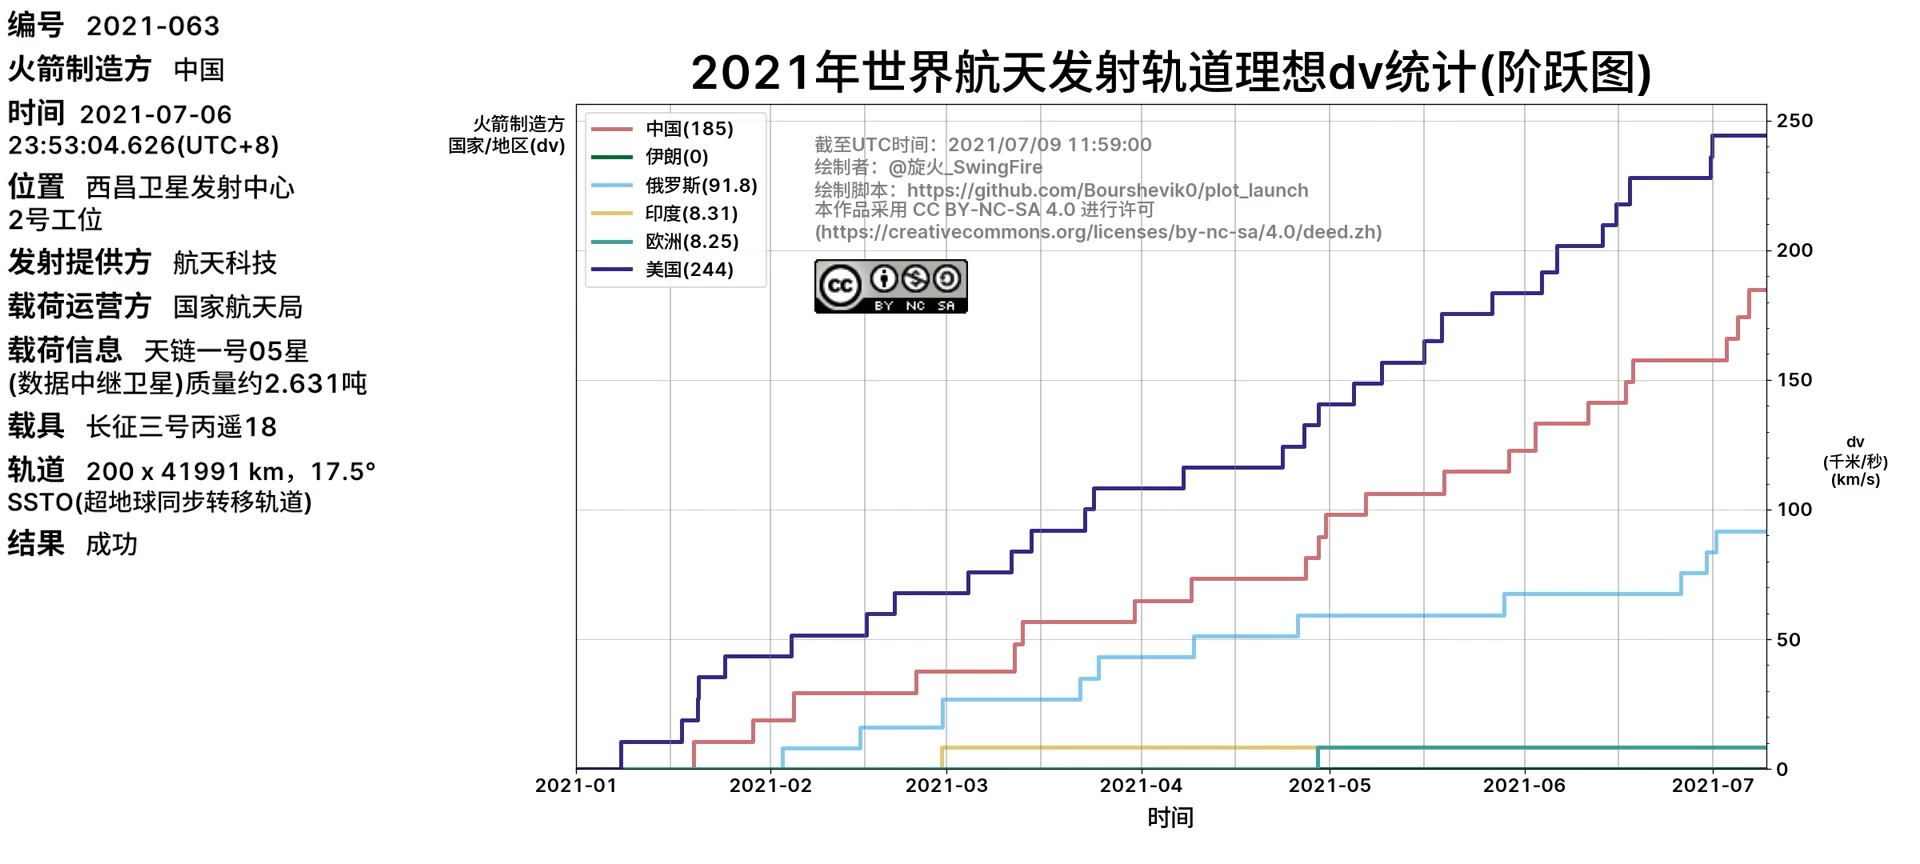 编号 2021-063
火箭制造方 中国
时间 2021-07-06
23:53:04.626(UTC+8)
位置 西昌卫星发射中心
2号工位
发射提供方 航天科技
载荷运营方 国家航天局
载荷信息 天链一号05星
(数据中继卫星)质量约2.631吨
载具 长征三号丙遥18
轨道 200 x 41991 km，17.5°
SSTO(超地球同步转移轨道)
结果 成功
2021年世界航天发射轨道理想dv统计(阶跃图)
火箭制造方
国家/地区(dv)
中国(185)
伊朗(0)
俄罗斯(91.8)
印度(8.31)
欧洲(8.25)
美国(244)
截至UTC时间：2021/07/09 11:59:00
绘制者：@旋火_SwingFire
绘制脚本：https://github.com/Bourshevik0/plot_launch
本作品采用 CC BY-NC-SA 4.0 进行许可
(https://creativecommons.org/licenses/by-nc-sa/4.0/deed.zh)
cc
BY NC SA
250
200
150
100
50
0
dv
(千米/秒)
(km/s)
2021-01 2021-02 2021-03 2021-04 2021-05 2021-06 2021-07
时间